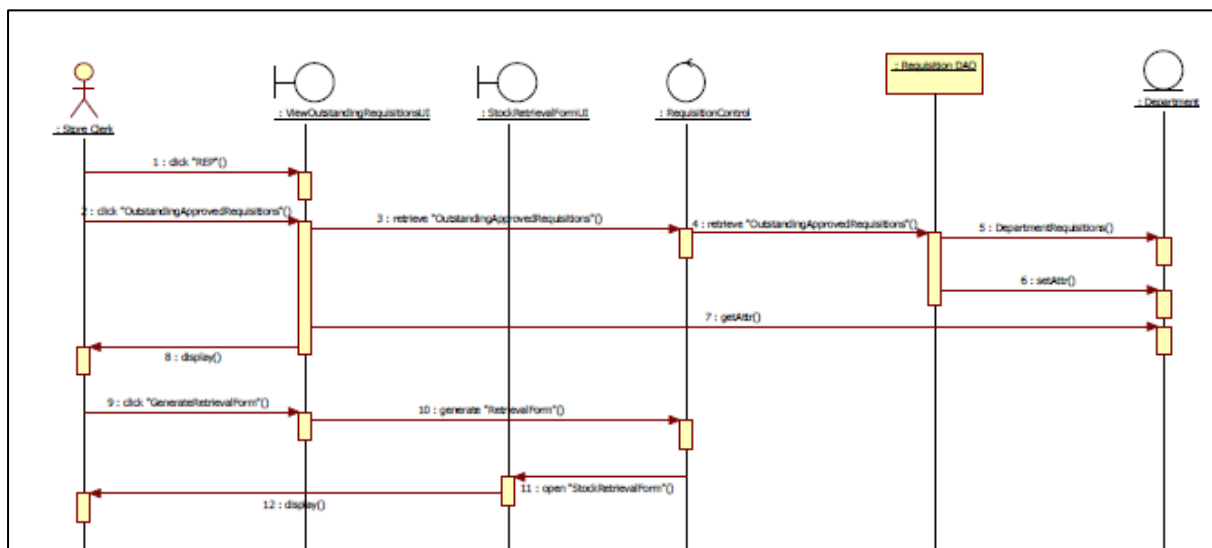 : Store Clerk
: ViewOutstandingRequisitionsUI
: StockRetrievalFormUI
: RequisitionControl
: Requisition DAO
: Department
1 : click "REP"()
2 : click "OutstandingApprovedRequisitions"()
3 : retrieve "OutstandingApprovedRequisitions"()
4 : retrieve "OutstandingApprovedRequisitions"()
5 : DepartmentRequisitions()
6 : setAttr()
7 : getAttr()
8 : display()
9 : click "GenerateRetrievalForm"()
10 : generate "RetrievalForm"()
11 : open "StockRetrievalForm"()
12 : display()